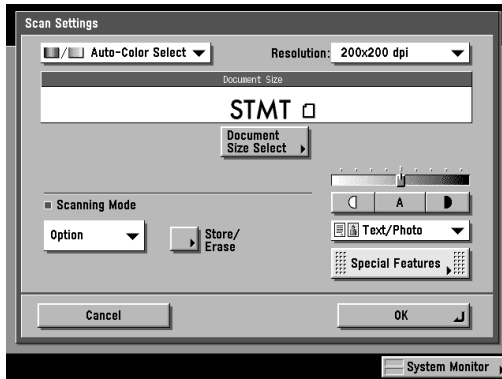 Scan Settings
Auto-Color Select
Resolution: 200x200 dpi
Document Size
STMT
Document
Size Select
Scanning Mode
A
Option
Store/
Erase
Text/Photo
Special Features
Cancel
OK
System Monitor